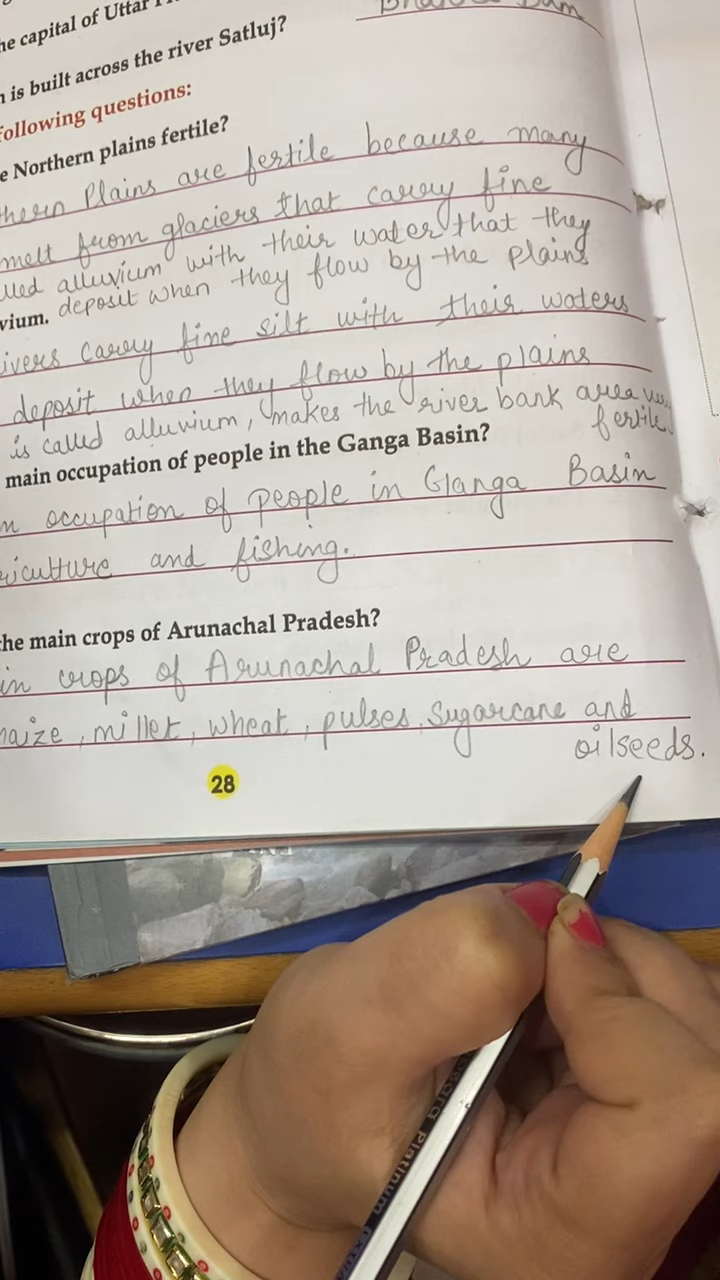 he capital of Uttar
Dam
is built across the river Satluj?
ollowing questions:
e Northern plains fertile?
thern Plains are fertile because many
melt from glaciers that carry fine
lled alluvium with their water that they
vium. deposit when they flow by the plains
ivers carry fine silt with their waters
deposit when they flow by the plains
is called alluvium, makes the river bank area
fertile.
main occupation of people in the Ganga Basin?
n occupation of people in Ganga Basin
riculture and fishing.
he main crops of Arunachal Pradesh?
in crops of Arunachal Pradesh are
naize, millet, wheat, pulses, Sugarcane and
oilseeds.
28
Platinum